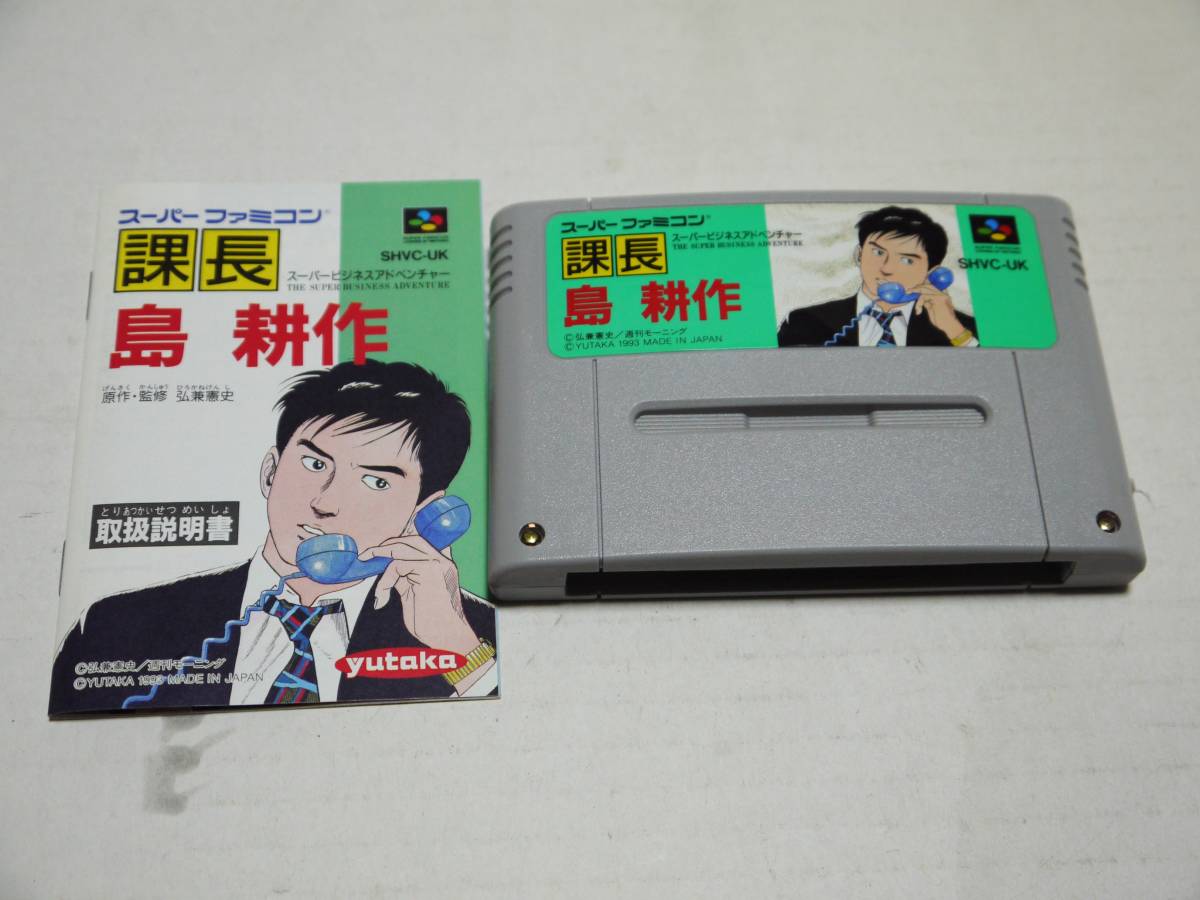 スーパーファミコン®
SHVC-UK
課長
スーパービジネスアドベンチャー
THE SUPER BUSINESS ADVENTURE
島 耕作
げんさく かんしゅう ひろかねけんし
原作・監修 弘兼憲史
とりあつかいせつめいしょ
取扱説明書
©弘兼憲史/週刊モーニング
©YUTAKA 1993 MADE IN JAPAN
yutaka
スーパーファミコン®
課長
スーパービジネスアドベンチャー
THE SUPER BUSINESS ADVENTURE
SHVC-UK
島 耕作
©弘兼憲史/週刊モーニング
©YUTAKA 1993 MADE IN JAPAN